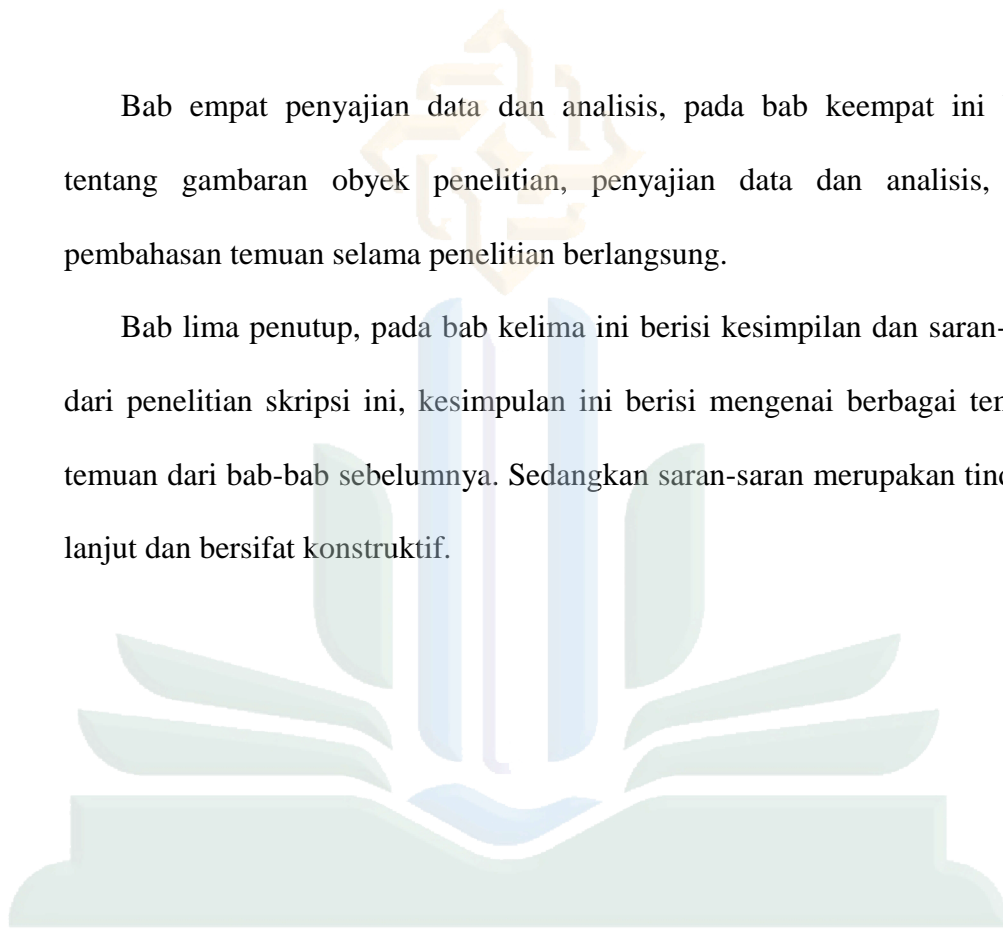 Bab empat penyajian data dan analisis, pada bab keempat ini
tentang gambaran obyek penelitian, penyajian data dan analisis,
pembahasan temuan selama penelitian berlangsung.
Bab lima penutup, pada bab kelima ini berisi kesimpilan dan saran-
dari penelitian skripsi ini, kesimpulan ini berisi mengenai berbagai
temuan dari bab-bab sebelumnya. Sedangkan saran-saran merupakan
lanjut dan bersifat konstruktif.